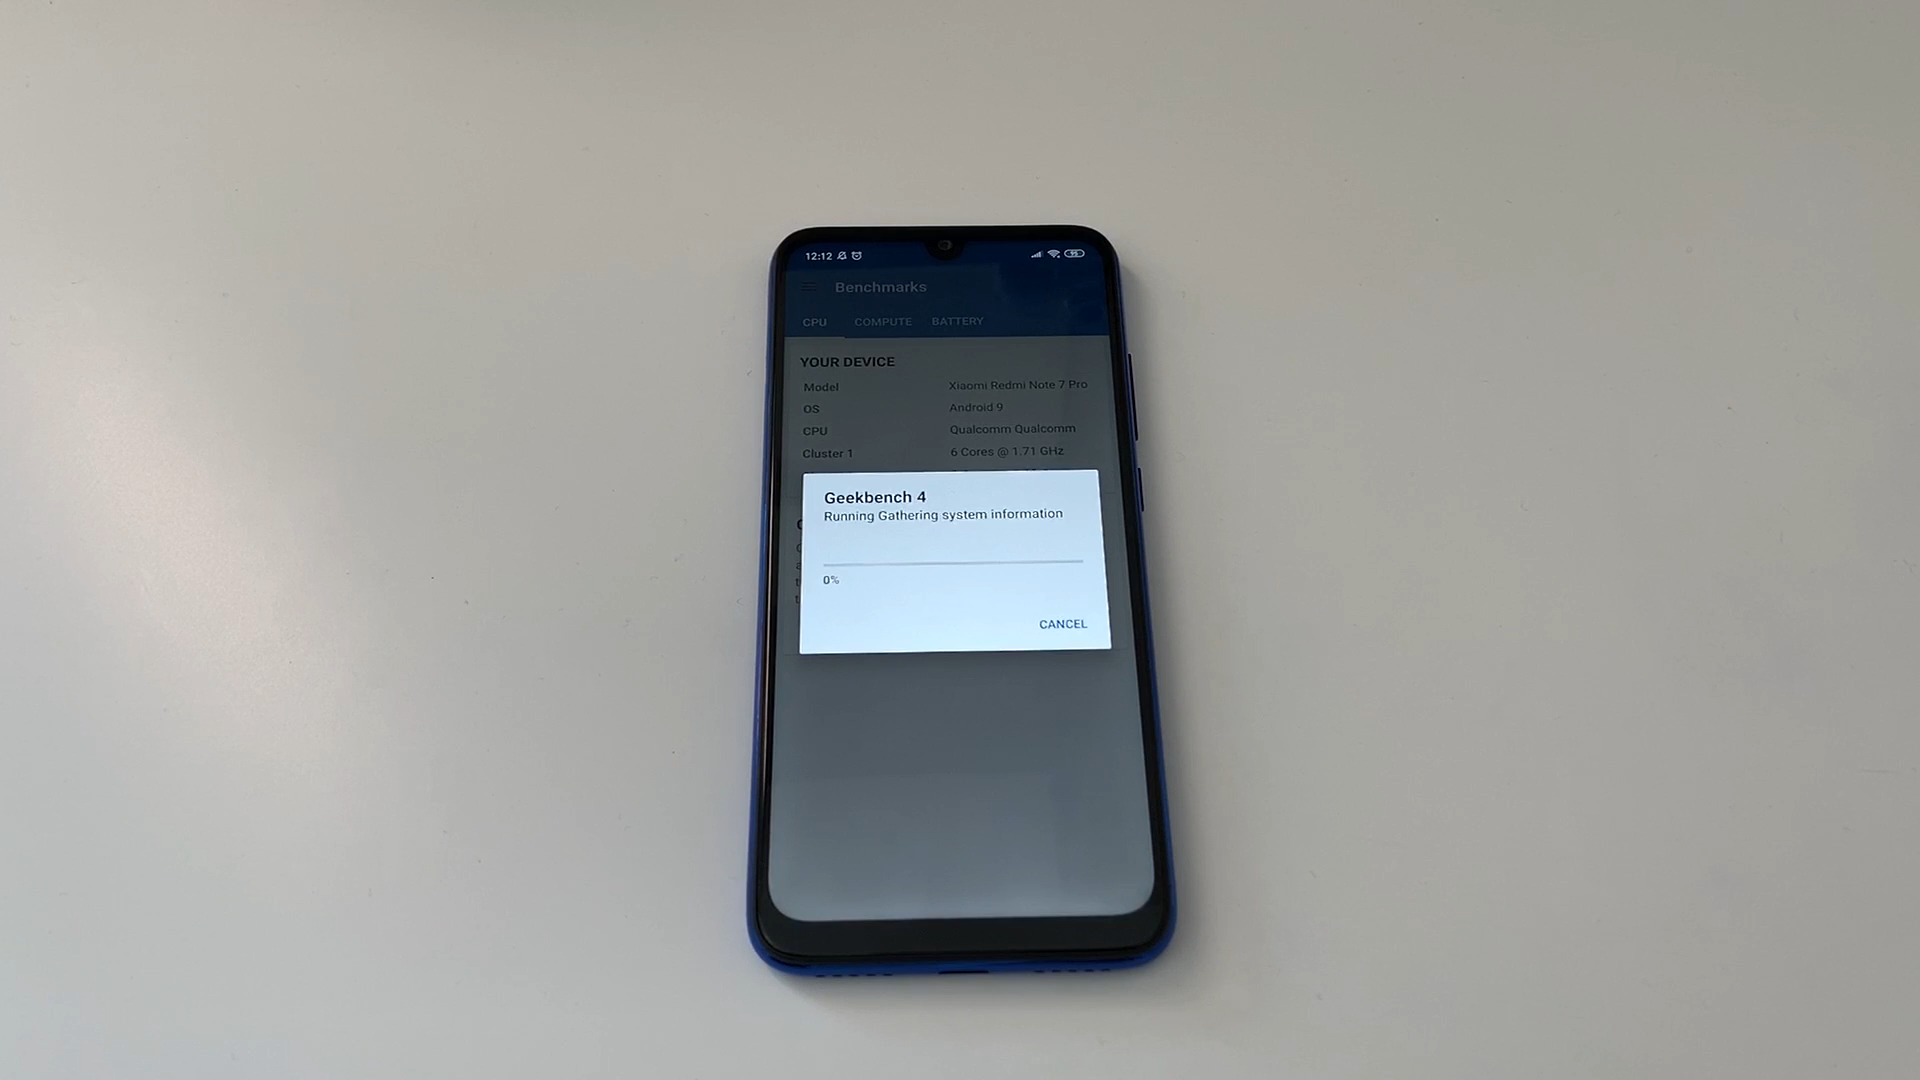 12:12
Benchmarks
CPU COMPUTE BATTERY
YOUR DEVICE
Model Xiaomi Redmi Note 7 Pro
OS Android 9
CPU Qualcomm Qualcomm
Cluster 1 6 Cores @ 1.71 GHz
Geekbench 4
Running Gathering system information
0%
CANCEL